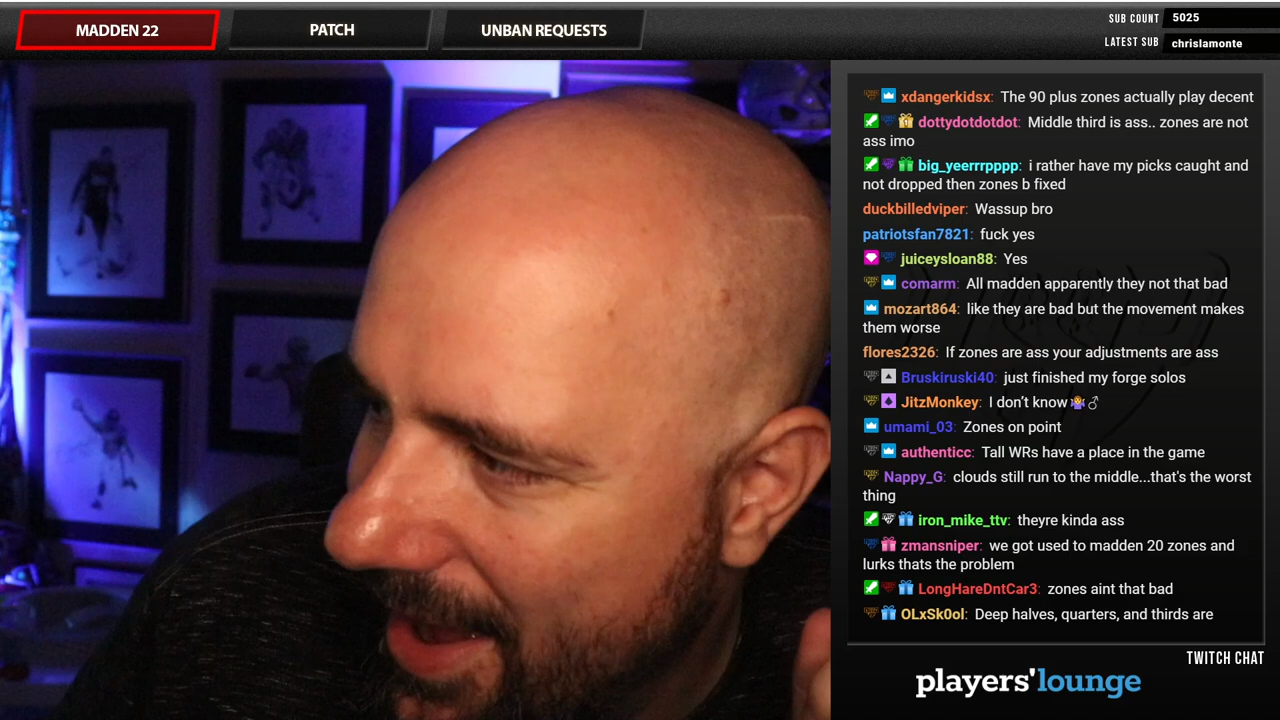 MADDEN 22
PATCH
UNBAN REQUESTS
SUB COUNT 5025
LATEST SUB chrislamonte
xdangerkidsx: The 90 plus zones actually play decent
dottydotdotdot: Middle third is ass.. zones are not
ass imo
big_yeerrrpppp: i rather have my picks caught and
not dropped then zones b fixed
duckbilledviper: Wassup bro
patriotsfan7821: fuck yes
juiceysloan88: Yes
comarm: All madden apparently they not that bad
mozart864: like they are bad but the movement makes
them worse
flores2326: If zones are ass your adjustments are ass
Bruskiruski40: just finished my forge solos
JitzMonkey: I don't know🤷♂
umami_03: Zones on point
authenticc: Tall WRs have a place in the game
Nappy_G: clouds still run to the middle...that's the worst
thing
iron_mike_ttv: theyre kinda ass
zmansniper: we got used to madden 20 zones and
lurks thats the problem
LongHareDntCar3: zones aint that bad
OLxSk0ol: Deep halves, quarters, and thirds are
TWITCH CHAT
players'lounge